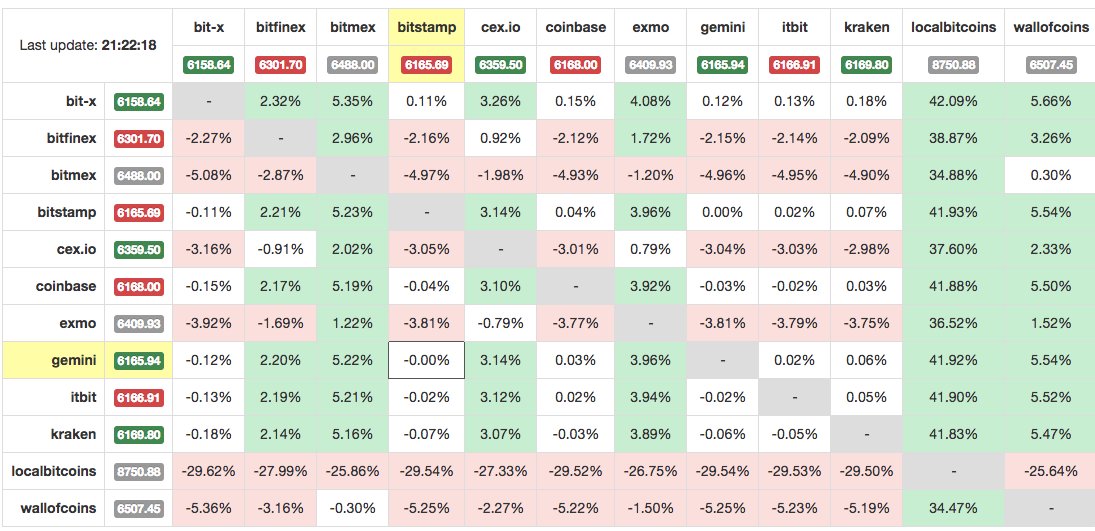 Last update: 21:22:18 bit-x bitfinex bitmex bitstamp cex.io coinbase exmo gemini itbit kraken localbitcoins wallofcoins
6158.64 6301.70 6488.00 6165.69 6359.50 6168.00 6409.93 6165.94 6166.91 6169.80 8750.88 6507.45
bit-x 6158.64 - 2.32% 5.35% 0.11% 3.26% 0.15% 4.08% 0.12% 0.13% 0.18% 42.09% 5.66%
bitfinex 6301.70 -2.27% - 2.96% -2.16% 0.92% -2.12% 1.72% -2.15% -2.14% -2.09% 38.87% 3.26%
bitmex 6488.00 -5.08% -2.87% - -4.97% -1.98% -4.93% -1.20% -4.96% -4.95% -4.90% 34.88% 0.30%
bitstamp 6165.69 -0.11% 2.21% 5.23% - 3.14% 0.04% 3.96% 0.00% 0.02% 0.07% 41.93% 5.54%
cex.io 6359.50 -3.16% -0.91% 2.02% -3.05% - -3.01% 0.79% -3.04% -3.03% -2.98% 37.60% 2.33%
coinbase 6168.00 -0.15% 2.17% 5.19% -0.04% 3.10% - 3.92% -0.03% -0.02% 0.03% 41.88% 5.50%
exmo 6409.93 -3.92% -1.69% 1.22% -3.81% -0.79% -3.77% - -3.81% -3.79% -3.75% 36.52% 1.52%
gemini 6165.94 -0.12% 2.20% 5.22% -0.00% 3.14% 0.03% 3.96% - 0.02% 0.06% 41.92% 5.54%
itbit 6166.91 -0.13% 2.19% 5.21% -0.02% 3.12% 0.02% 3.94% -0.02% - 0.05% 41.90% 5.52%
kraken 6169.80 -0.18% 2.14% 5.16% -0.07% 3.07% -0.03% 3.89% -0.06% -0.05% - 41.83% 5.47%
localbitcoins 8750.88 -29.62% -27.99% -25.86% -29.54% -27.33% -29.52% -26.75% -29.54% -29.53% -29.50% - -25.64%
wallofcoins 6507.45 -5.36% -3.16% -0.30% -5.25% -2.27% -5.22% -1.50% -5.25% -5.23% -5.19% 34.47% -